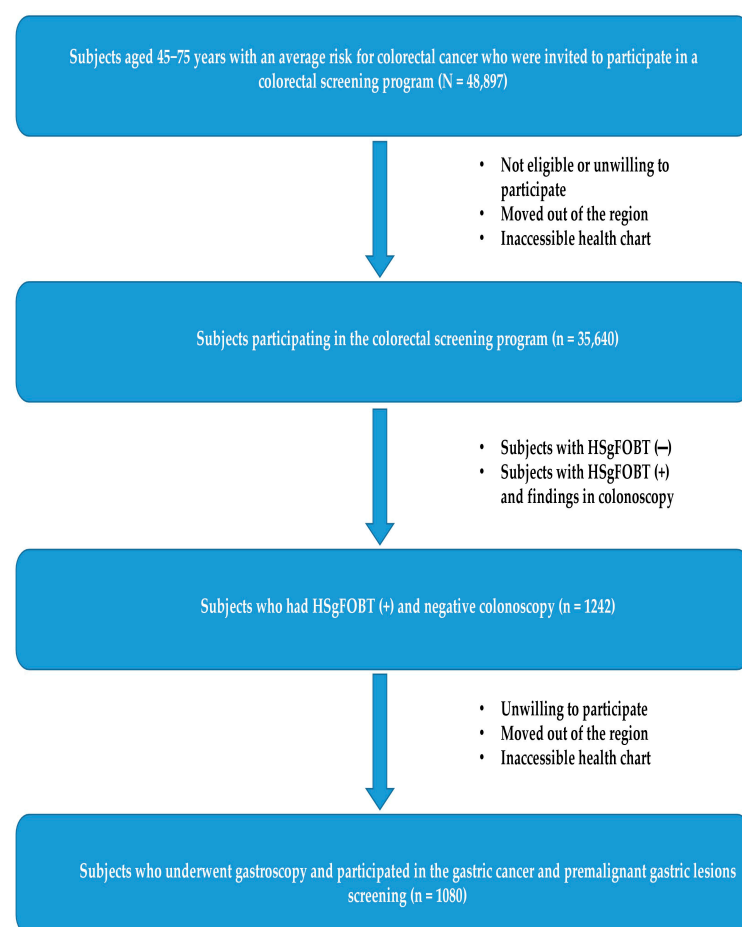 Subjects aged 45–75 years with an average risk for colorectal cancer who were invited to participate in a
colorectal screening program (N = 48,897)
• Not eligible or unwilling to
participate
• Moved out of the region
• Inaccessible health chart
Subjects participating in the colorectal screening program (n = 35,640)
• Subjects with HSgFOBT (—)
• Subjects with HSgFOBT (+)
and findings in colonoscopy
Subjects who had HSgFOBT (+) and negative colonoscopy (n = 1242)
• Unwilling to participate
• Moved out of the region
• Inaccessible health chart
Subjects who underwent gastroscopy and participated in the gastric cancer and premalignant gastric lesions
screening (n = 1080)